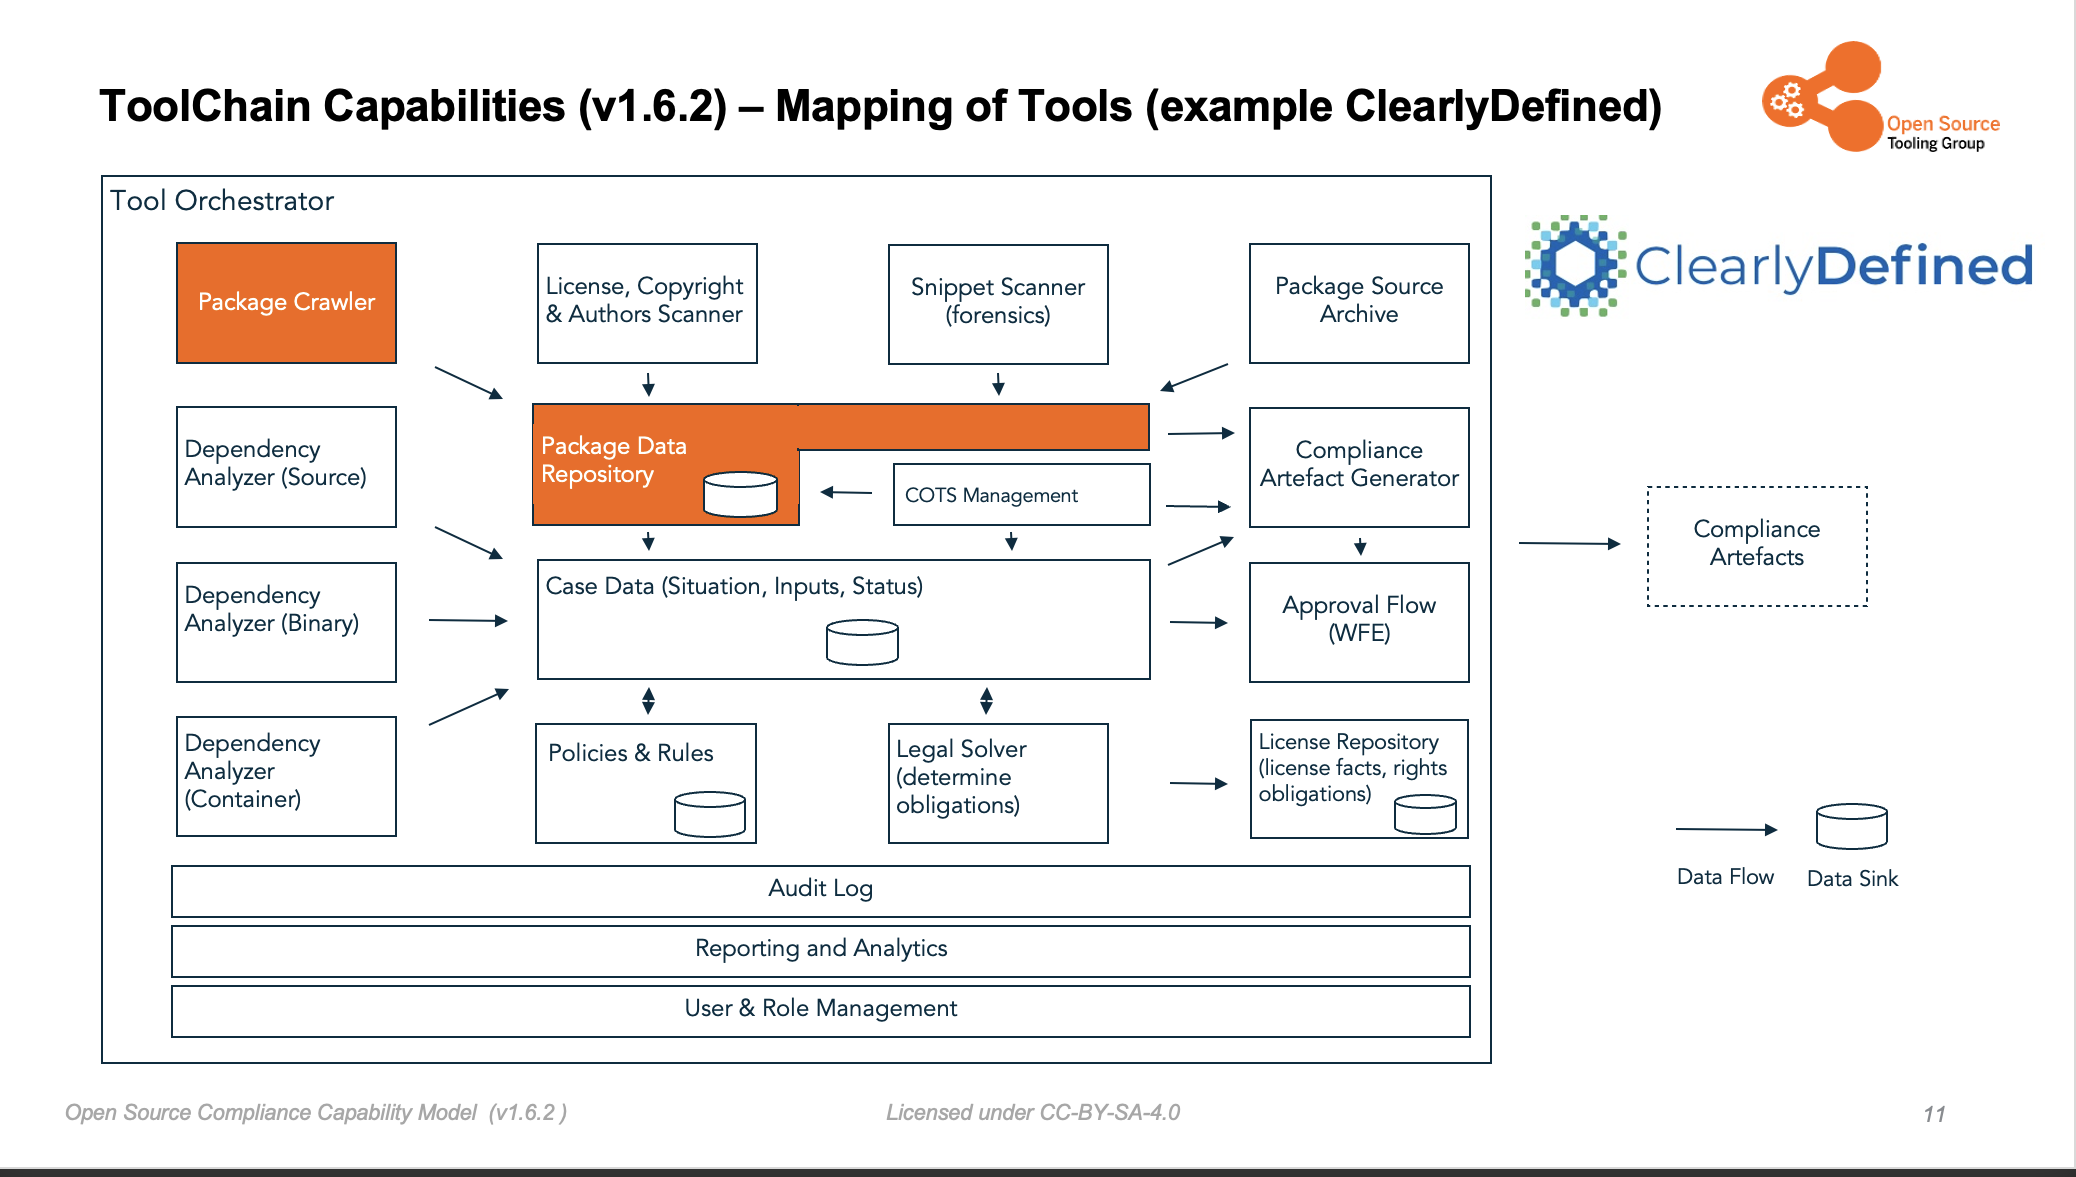 ToolChain Capabilities (v1.6.2) – Mapping of Tools (example ClearlyDefined)
Open Source
Tooling Group
Tool Orchestrator
ClearlyDefined
Package Crawler
License, Copyright
& Authors Scanner
Snippet Scanner
(forensics)
Package Source
Archive
Dependency
Analyzer (Source)
Package Data
Repository
COTS Management
Compliance
Artefact Generator
Compliance
Artefacts
Dependency
Analyzer (Binary)
Case Data (Situation, Inputs, Status)
Approval Flow
(WFE)
Dependency
Analyzer
(Container)
Policies & Rules
Legal Solver
(determine
obligations)
License Repository
(license facts, rights
obligations)
Data Flow
Data Sink
Audit Log
Reporting and Analytics
User & Role Management
Open Source Compliance Capability Model (v1.6.2 )
Licensed under CC-BY-SA-4.0
11